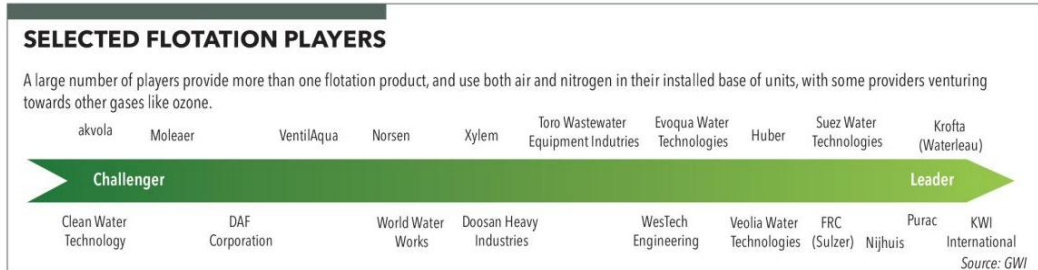 SELECTED FLOTATION PLAYERS
A large number of players provide more than one flotation product, and use both air and nitrogen in their installed base of units, with some providers venturing
towards other gases like ozone.
akvola
Moleaer
VentilAqua
Norsen
Xylem
Toro Wastewater
Equipment Indutries
Evoqua Water
Technologies
Huber
Suez Water
Technologies
Krofta
(Waterleau)
Challenger
Leader
Clean Water
Technology
DAF
Corporation
World Water
Works
Doosan Heavy
Industries
WesTech
Engineering
Veolia Water
Technologies
FRC
(Sulzer)
Nijhuis
Purac
KWI
International
Source: GWI